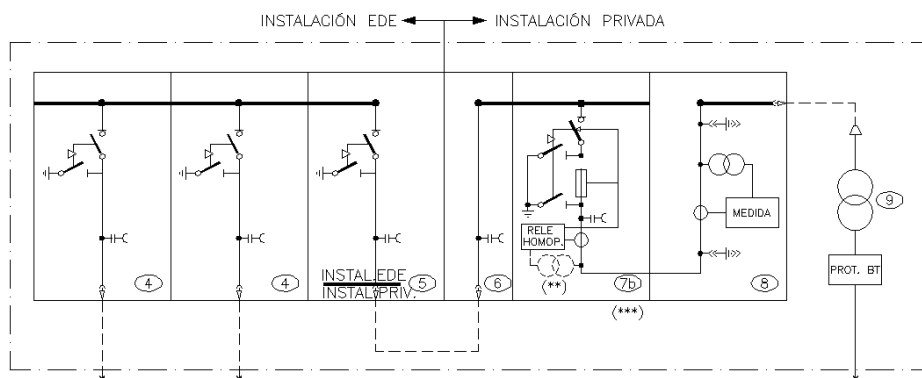 INSTALACIÓN EDE
INSTALACIÓN PRIVADA
RELE
HOMOP.
MEDIDA
9
PROT. BT
INSTAL.EDE
INSTAL.PRIV.
4
4
5
6
(**)
7b
8
(***)